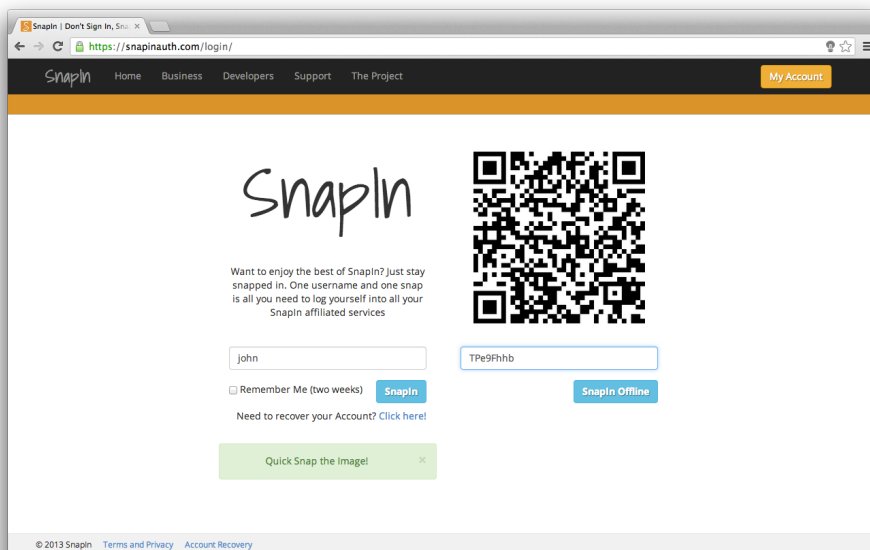 SnapIn | Don't Sign In, Sna
https://snapinauth.com/login/
SnapIn Home Business Developers Support The Project My Account
SnapIn
Want to enjoy the best of SnapIn? Just stay
snapped in. One username and one snap
is all you need to log yourself into all your
SnapIn affiliated services
john
TPe9Fhhb
Remember Me (two weeks) SnapIn
SnapIn Offline
Need to recover your Account? Click here!
Quick Snap the Image! ×
© 2013 SnapIn Terms and Privacy Account Recovery